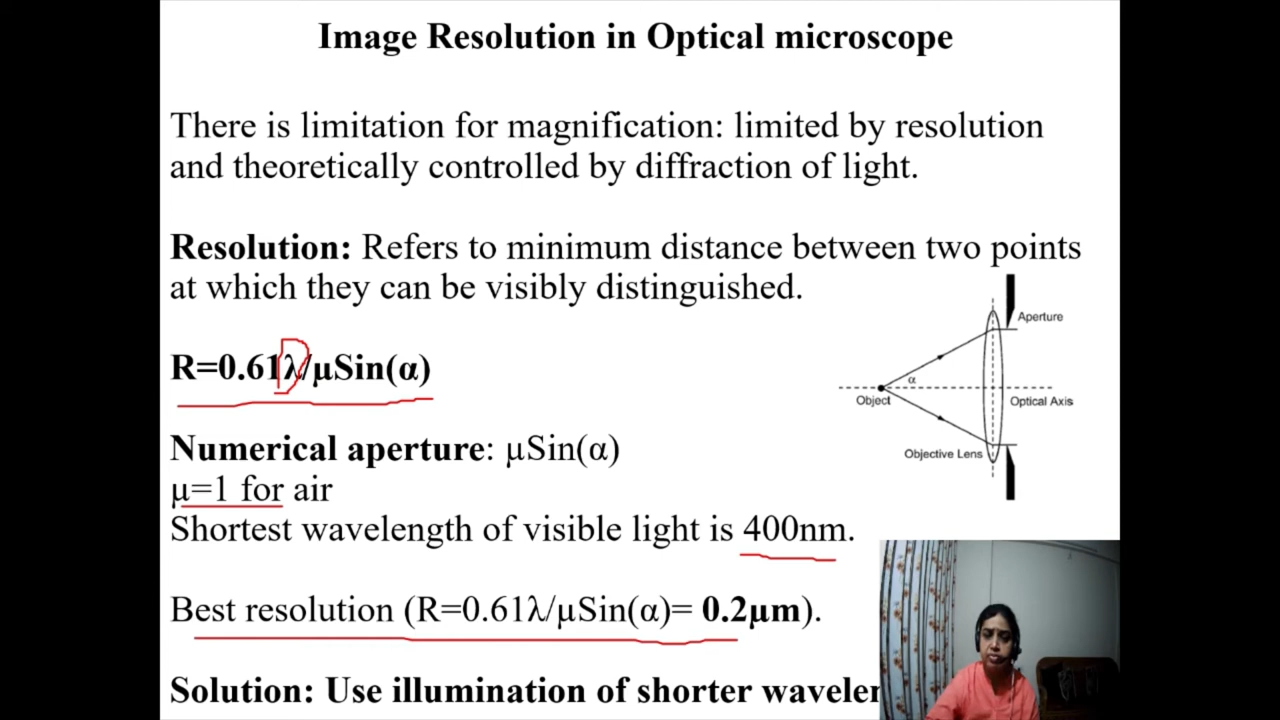 Image Resolution in Optical microscope
There is limitation for magnification: limited by resolution
and theoretically controlled by diffraction of light.
Resolution: Refers to minimum distance between two points
at which they can be visibly distinguished.
R=0.61λ/μSin(α)
Aperture
α
Object
Optical Axis
Objective Lens
Numerical aperture: μSin(α)
μ=1 for air
Shortest wavelength of visible light is 400nm.
Best resolution (R=0.61λ/μSin(α)= 0.2μm).
Solution: Use illumination of shorter